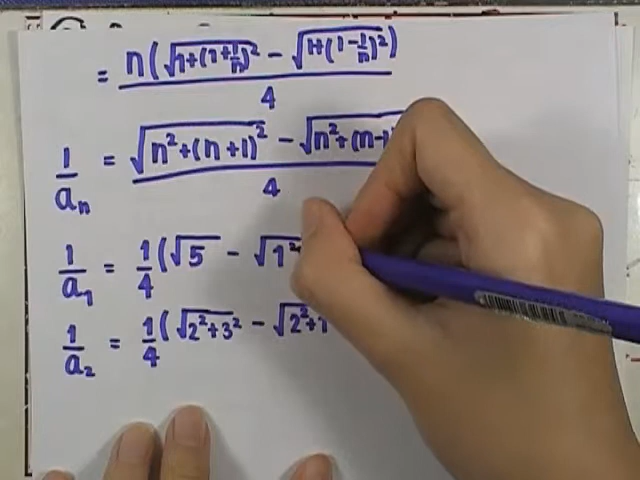 = n(√1+(1+1/n)² - √1+(1-1/n)²) / 4
1/aₙ = √n²+(n+1)² - √n²+(n-1 / 4
1/a₁ = 1/4 (√5 - √1²
1/a₂ = 1/4 (√2²+3² - √2²+1